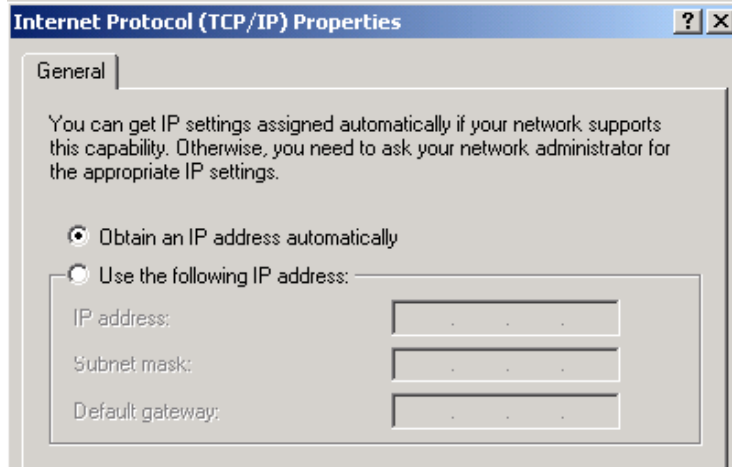 Internet Protocol (TCP/IP) Properties
General
You can get IP settings assigned automatically if your network supports
this capability. Otherwise, you need to ask your network administrator for
the appropriate IP settings.
Obtain an IP address automatically
Use the following IP address:
IP address:
Subnet mask:
Default gateway: